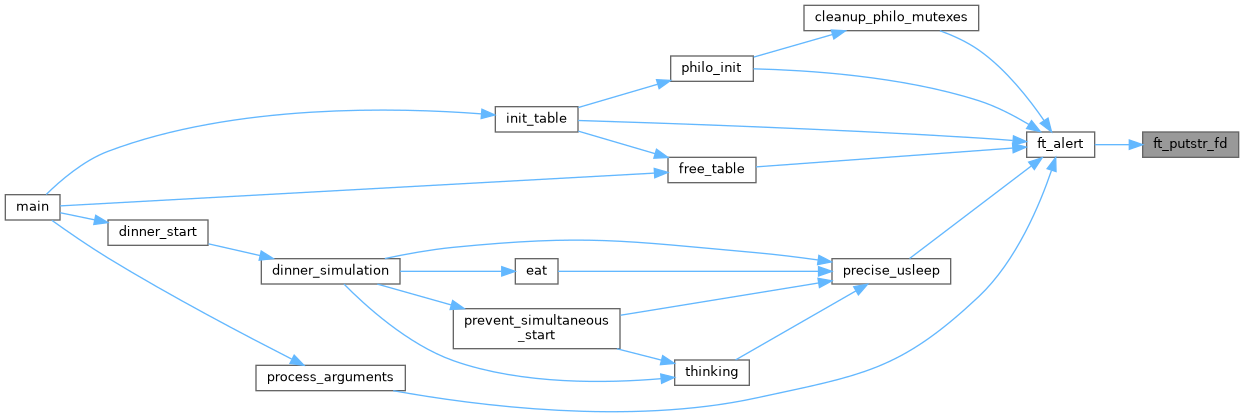 cleanup_philo_mutexes
philo_init
init_table
ft_alert
ft_putstr_fd
free_table
main
dinner_start
dinner_simulation
eat
precise_usleep
prevent_simultaneous
_start
thinking
process_arguments